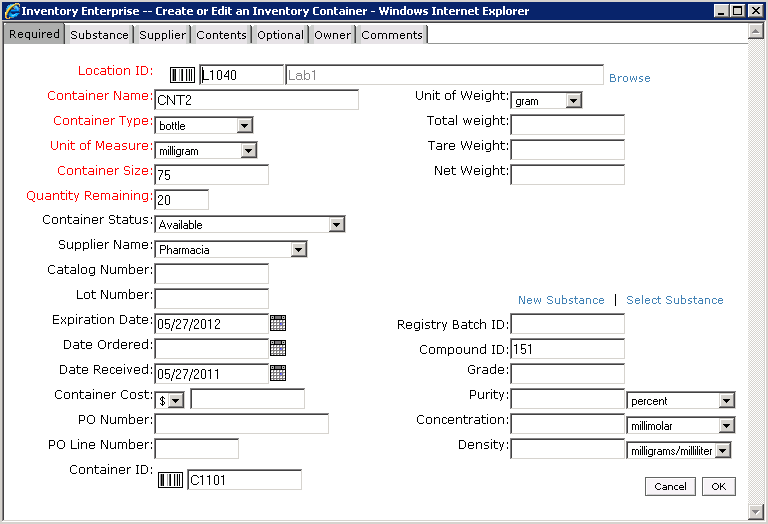 Inventory Enterprise -- Create or Edit an Inventory Container - Windows Internet Explorer
Required Substance Supplier Contents Optional Owner Comments
Location ID: L1040 Lab1 Browse
Container Name: CNT2 Unit of Weight: gram
Container Type: bottle Total weight:
Unit of Measure: milligram Tare Weight:
Container Size: 75 Net Weight:
Quantity Remaining: 20
Container Status: Available
Supplier Name: Pharmacia
Catalog Number:
Lot Number: New Substance | Select Substance
Expiration Date: 05/27/2012 Registry Batch ID:
Date Ordered: Compound ID: 151
Date Received: 05/27/2011 Grade:
Container Cost: $ Purity: percent
PO Number: Concentration: millimolar
PO Line Number: Density: milligrams/milliliter
Container ID: C1101
Cancel OK